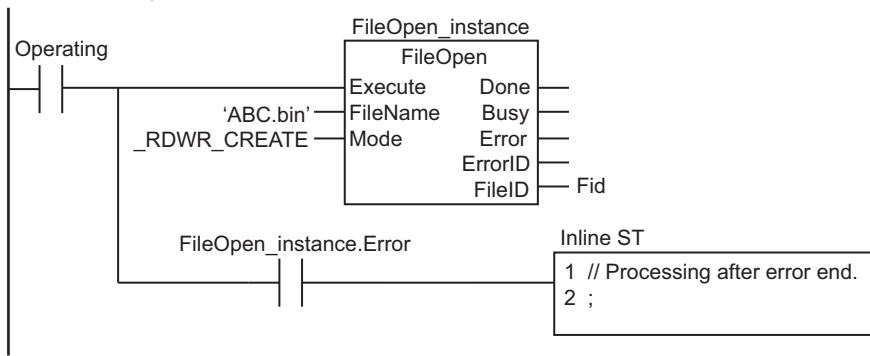 FileOpen_instance
Operating
FileOpen
Execute Done
‘ABC.bin’ FileName Busy
_RDWR_CREATE Mode Error
ErrorID
FileID Fid
FileOpen_instance.Error
Inline ST
1 // Processing after error end.
2 ;